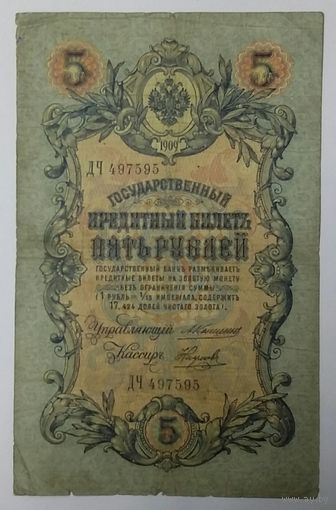 5 5
1909
ДЧ 497595
ГОСУДАРСТВЕННЫЙ
КРЕДИТНЫЙ БИЛЕТЪ
ПЯТЬ РУБЛЕЙ
ГОСУДАРСТВЕННЫЙ БАНКЪ РАЗМѢНИВАЕТЪ
КРЕДИТНЫЕ БИЛЕТЫ НА ЗОЛОТУЮ МОНЕТУ
БЕЗЪ ОГРАНИЧЕНІЯ СУММЫ
(1 РУБЛЬ = 1/15 ИМПЕРІАЛА, СОДЕРЖИТЪ
17,424 ДОЛЕЙ ЧИСТАГО ЗОЛОТА).
Управляющій
Кассиръ
ДЧ 497595
5